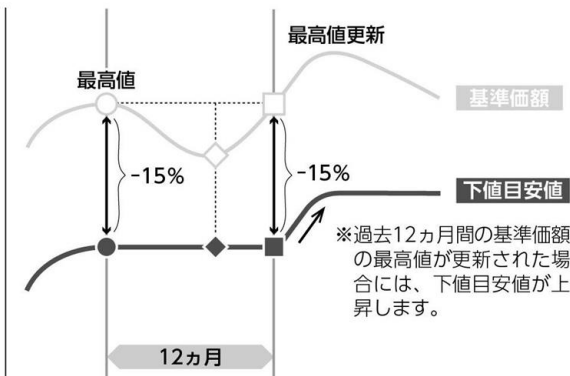 最高値更新
最高値
基準価額
-15%
-15%
下値目安値
※過去12ヵ月間の基準価額
の最高値が更新された場
合には、下値目安値が上
昇します。
12ヵ月